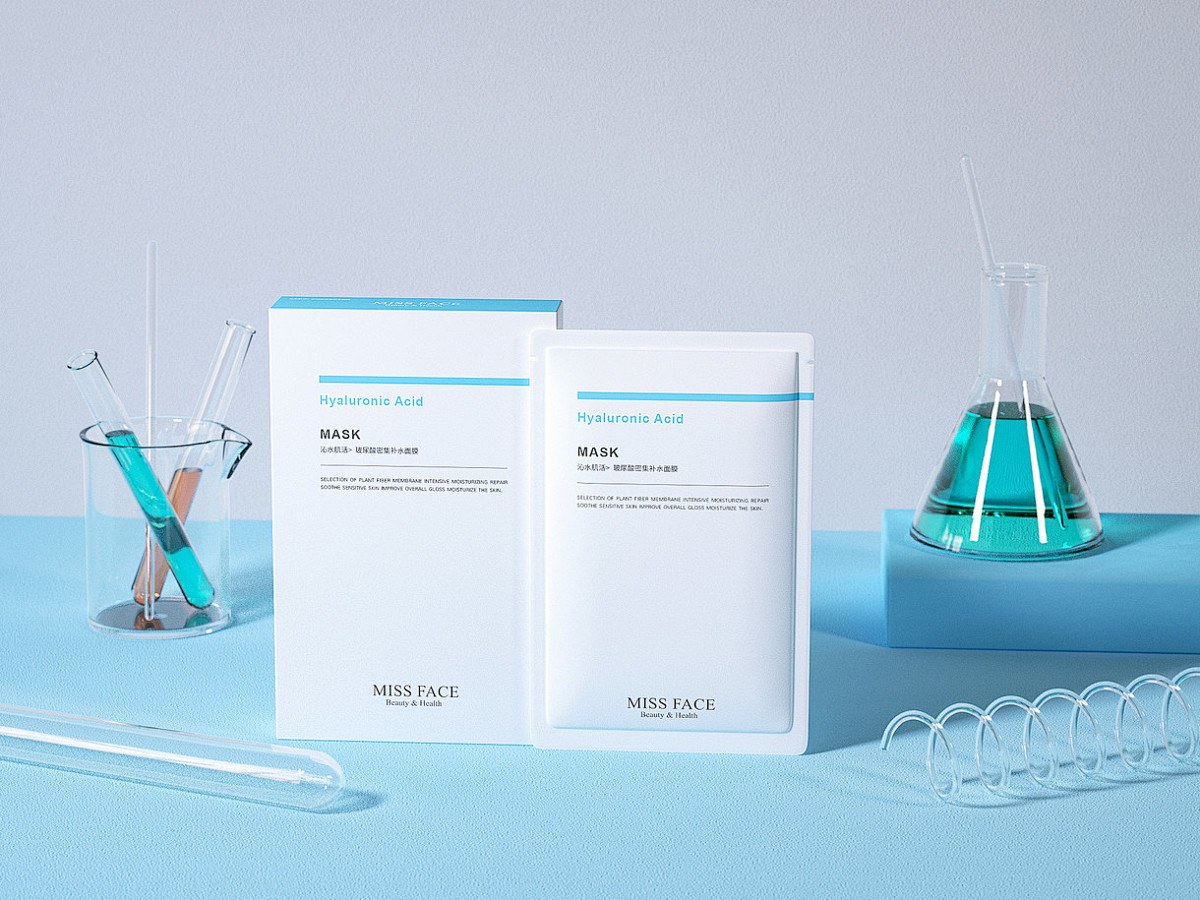 MISS FACE
Hyaluronic Acid
MASK
沁水肌活> 玻尿酸密集补水面膜
SELECTION OF PLANT FIBER MEMBRANE INTENSIVE MOISTURIZING REPAIR
SOOTHE SENSITIVE SKIN IMPROVE OVERALL GLOSS MOISTURIZE THE SKIN.
MISS FACE
Beauty & Health
Hyaluronic Acid
MASK
沁水肌活> 玻尿酸密集补水面膜
SELECTION OF PLANT FIBER MEMBRANE INTENSIVE MOISTURIZING REPAIR
SOOTHE SENSITIVE SKIN IMPROVE OVERALL GLOSS MOISTURIZE THE SKIN.
MISS FACE
Beauty & Health